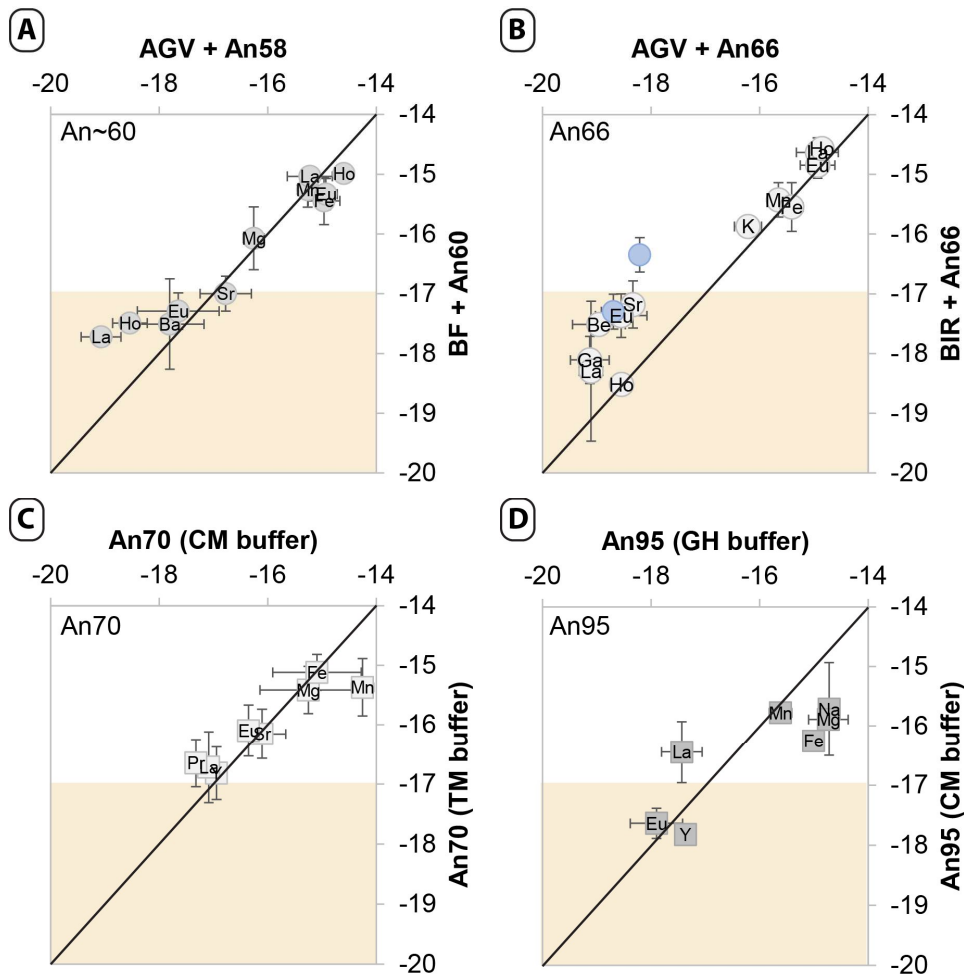 A
AGV + An58
-20 -18 -16 -14
An~60
-14
-15
-16
-17
-18
-19
-20
BF + An60
La
Ho
Mn
Eu
Fe
Mg
Sr
Eu
Ho
Ba
La
B
AGV + An66
-20 -18 -16 -14
An66
-14
-15
-16
-17
-18
-19
-20
BIR + An66
Ho
La
Eu
Mn
Fe
K
Sr
Eu
Be
Ga
La
Ho
C
An70 (CM buffer)
-20 -18 -16 -14
An70
-14
-15
-16
-17
-18
-19
-20
An70 (TM buffer)
Fe
Mg
Mn
Eu
Sr
Pr
La
Y
D
An95 (GH buffer)
-20 -18 -16 -14
An95
-14
-15
-16
-17
-18
-19
-20
An95 (CM buffer)
Mn
Na
Mg
Fe
La
Eu
Y